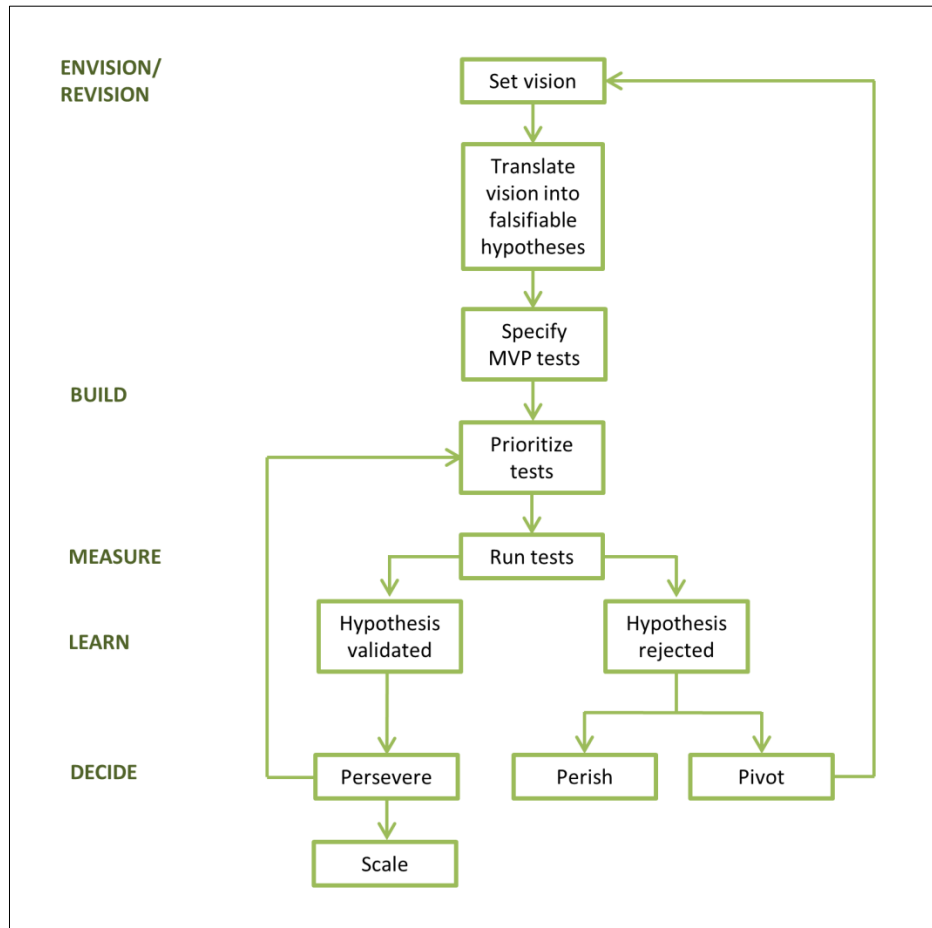 ENVISION/
REVISION
Set vision
Translate
vision into
falsifiable
hypotheses
Specify
MVP tests
BUILD
Prioritize
tests
MEASURE
Run tests
LEARN
Hypothesis
validated
Hypothesis
rejected
DECIDE
Persevere
Perish
Pivot
Scale